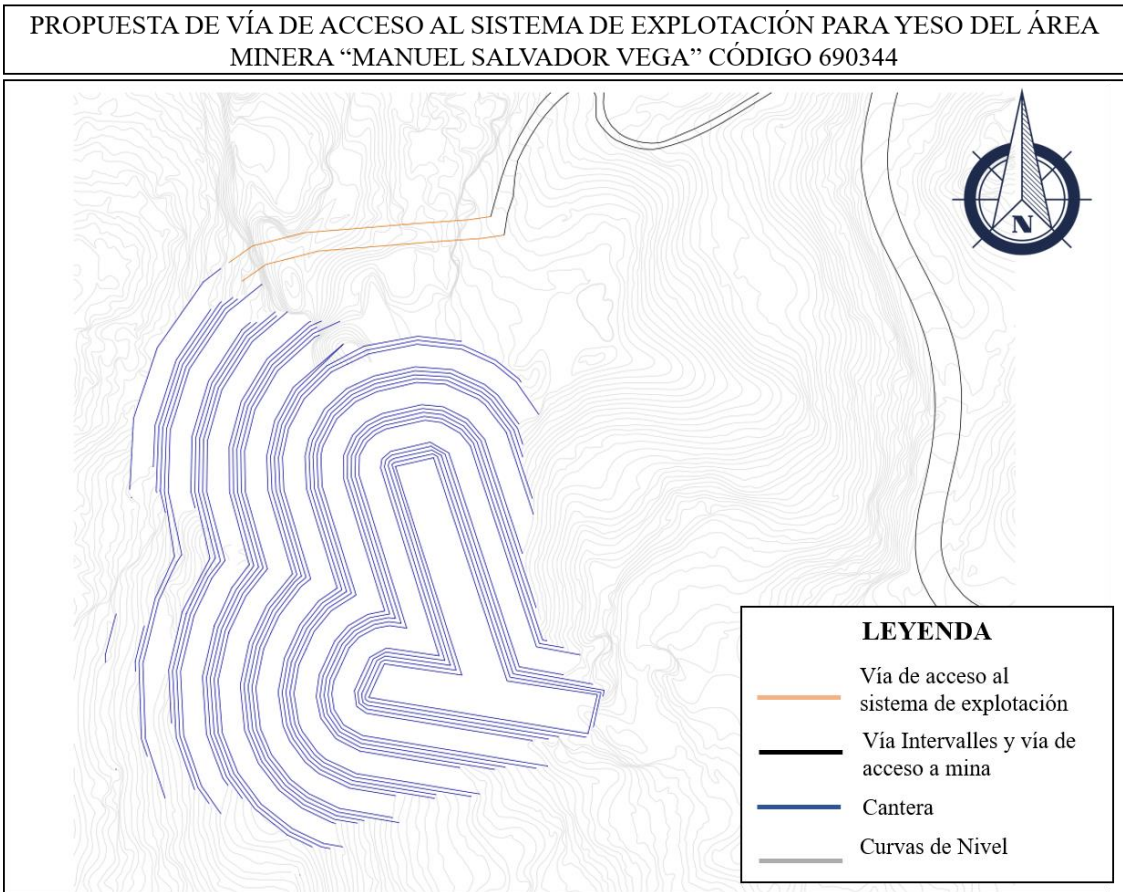 PROPUESTA DE VÍA DE ACCESO AL SISTEMA DE EXPLOTACIÓN PARA YESO DEL ÁREA
MINERA “MANUEL SALVADOR VEGA” CÓDIGO 690344
N
LEYENDA
Vía de acceso al
sistema de explotación
Vía Intervalles y vía de
acceso a mina
Cantera
Curvas de Nivel